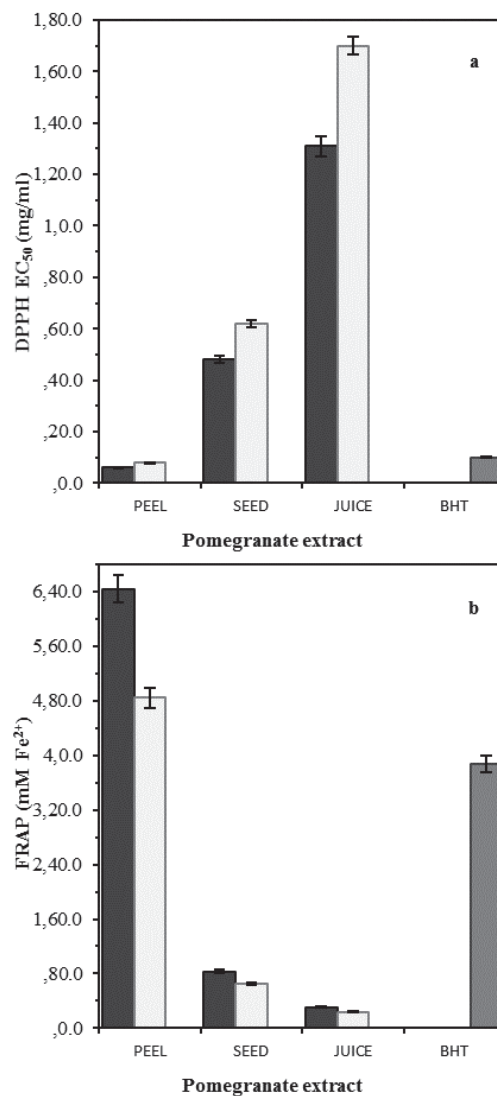 1,80.0
1,60.0
1,40.0
1,20.0
1,0.0
,80.0
,60.0
,40.0
,20.0
,0.0
DPPH EC₅₀ (mg/ml)
a
PEEL SEED JUICE BHT
Pomegranate extract
6,40.0
5,60.0
4,80.0
4,0.0
3,20.0
2,40.0
1,60.0
,80.0
,0.0
FRAP (mM Fe²⁺)
b
PEEL SEED JUICE BHT
Pomegranate extract